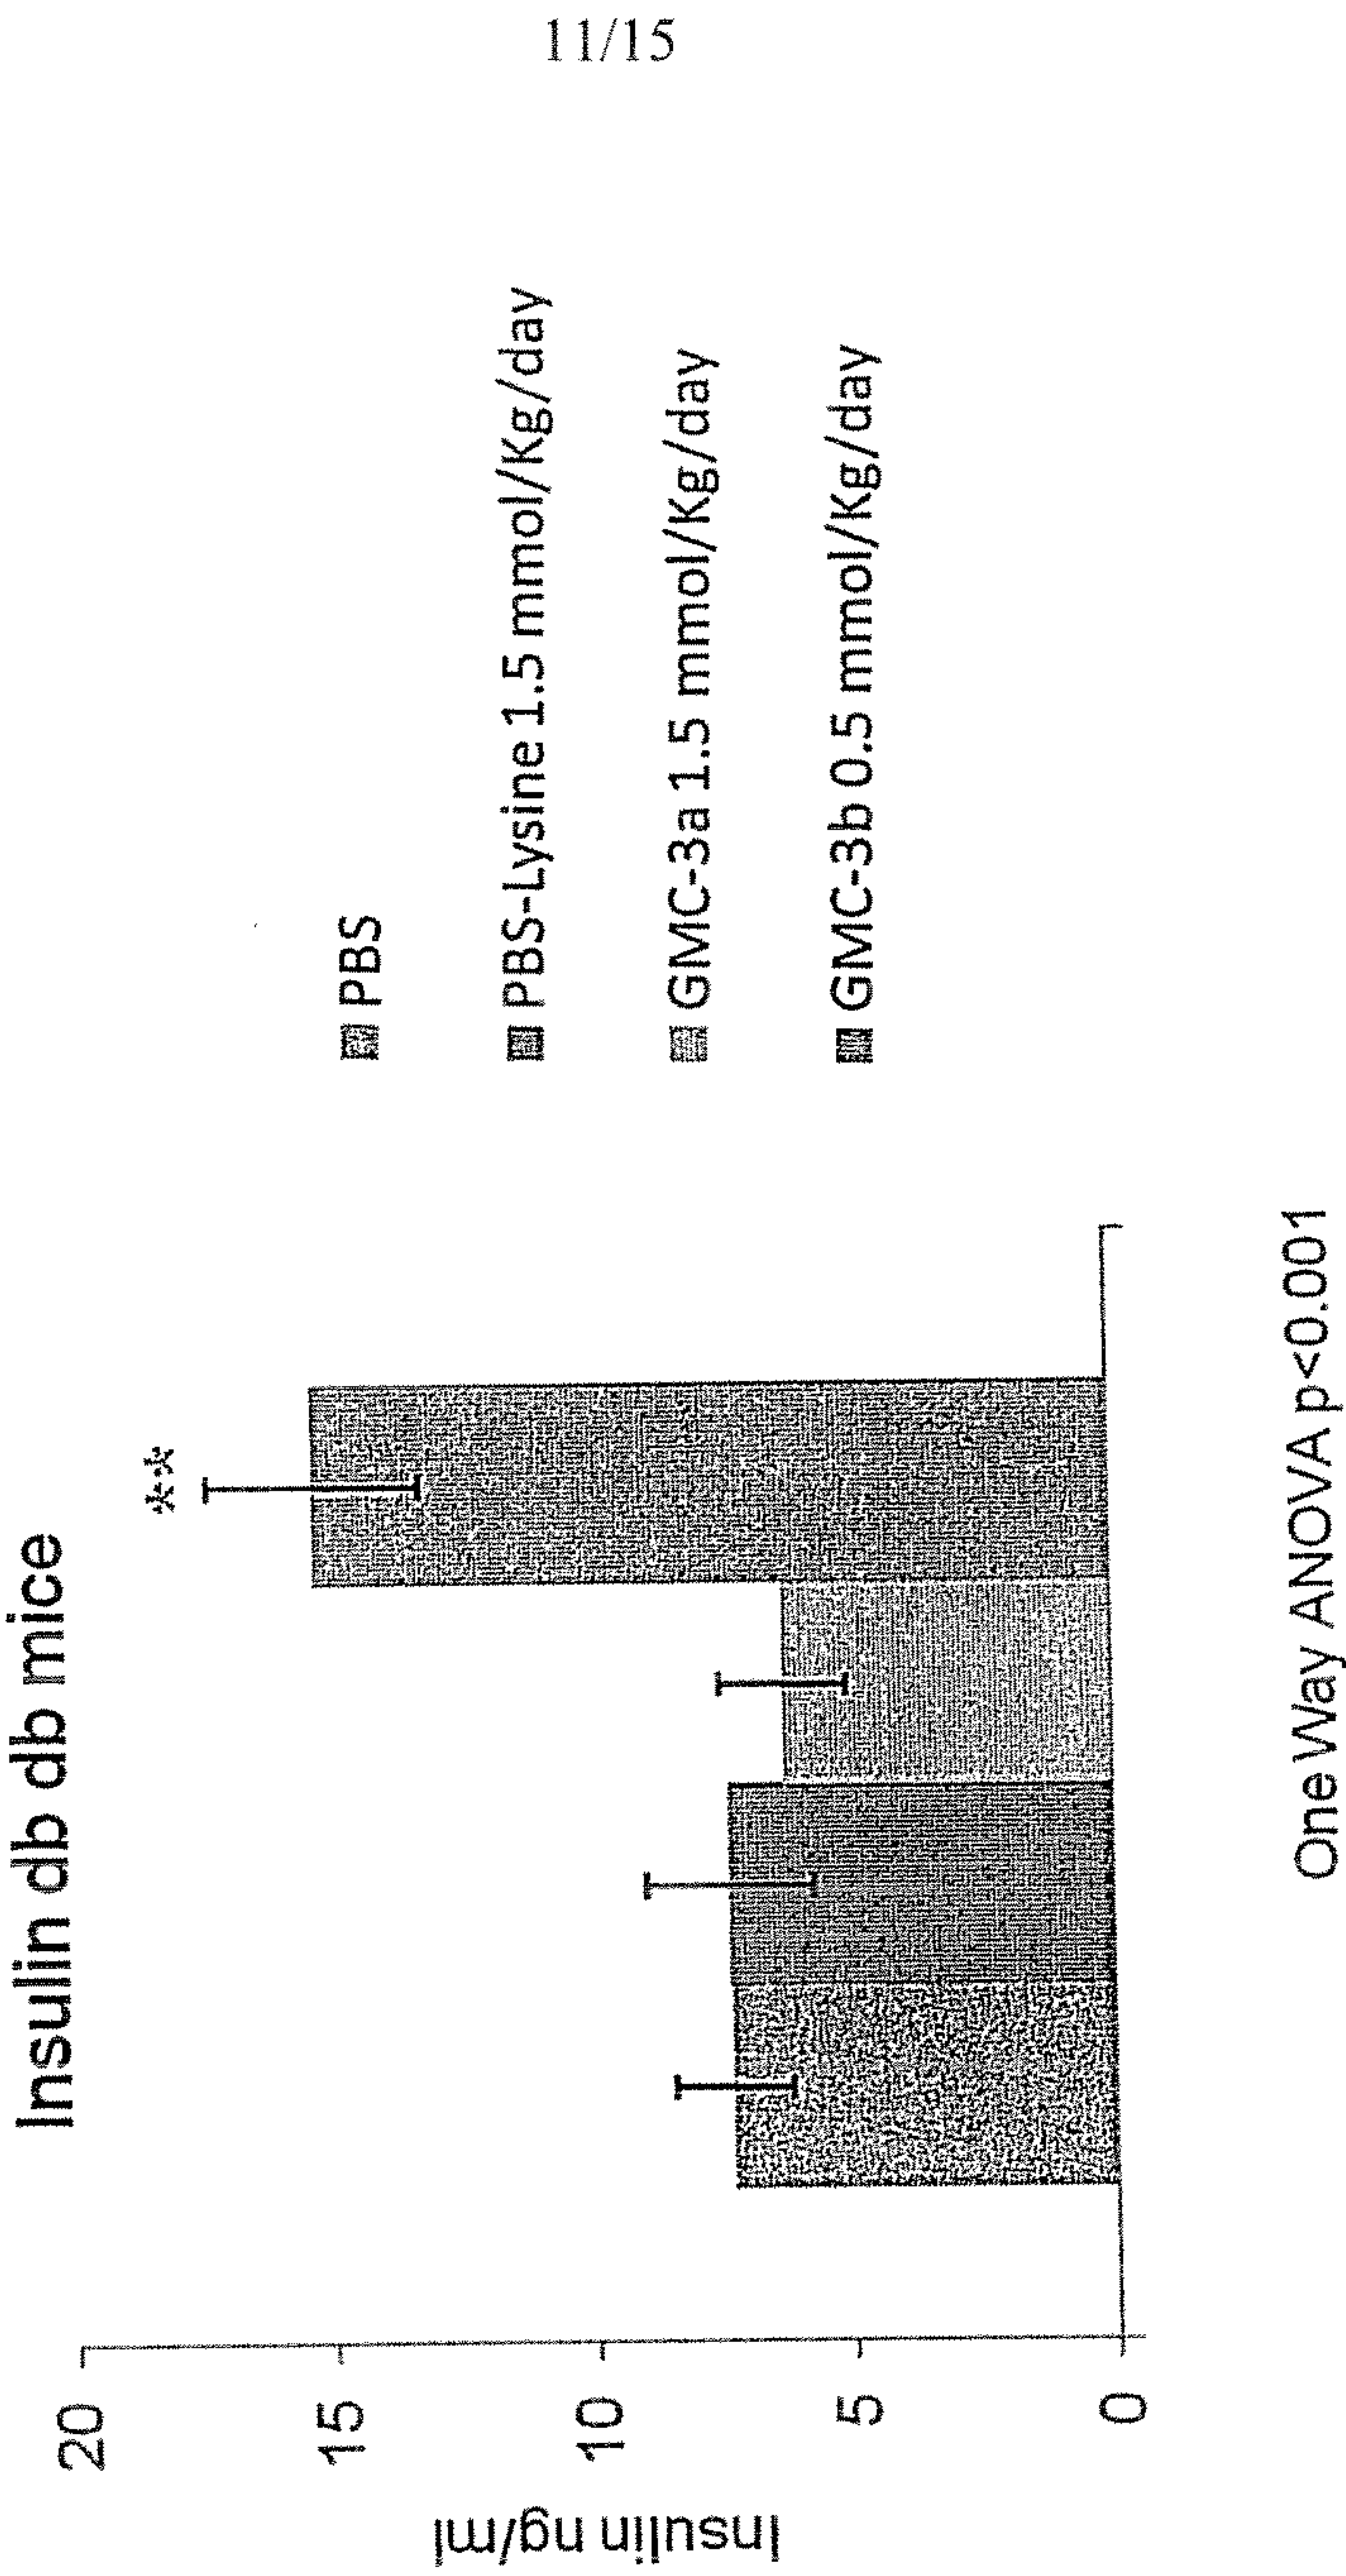 11/15
Insulin db db mice
Insulin ng/ml
20
15
10
5
0
**
PBS
PBS-Lysine 1.5 mmol/Kg/day
GMC-3a 1.5 mmol/Kg/day
GMC-3b 0.5 mmol/Kg/day
One Way ANOVA p<0.001